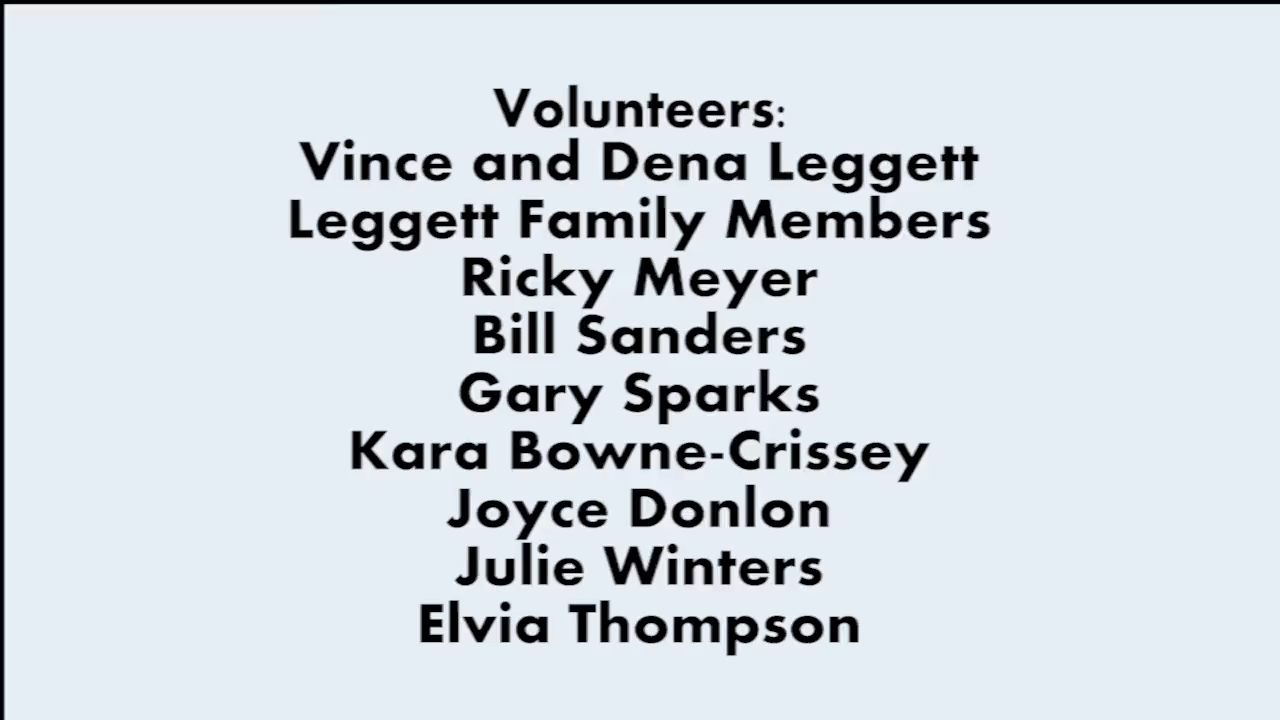 Volunteers:
Vince and Dena Leggett
Leggett Family Members
Ricky Meyer
Bill Sanders
Gary Sparks
Kara Bowne-Crissey
Joyce Donlon
Julie Winters
Elvia Thompson